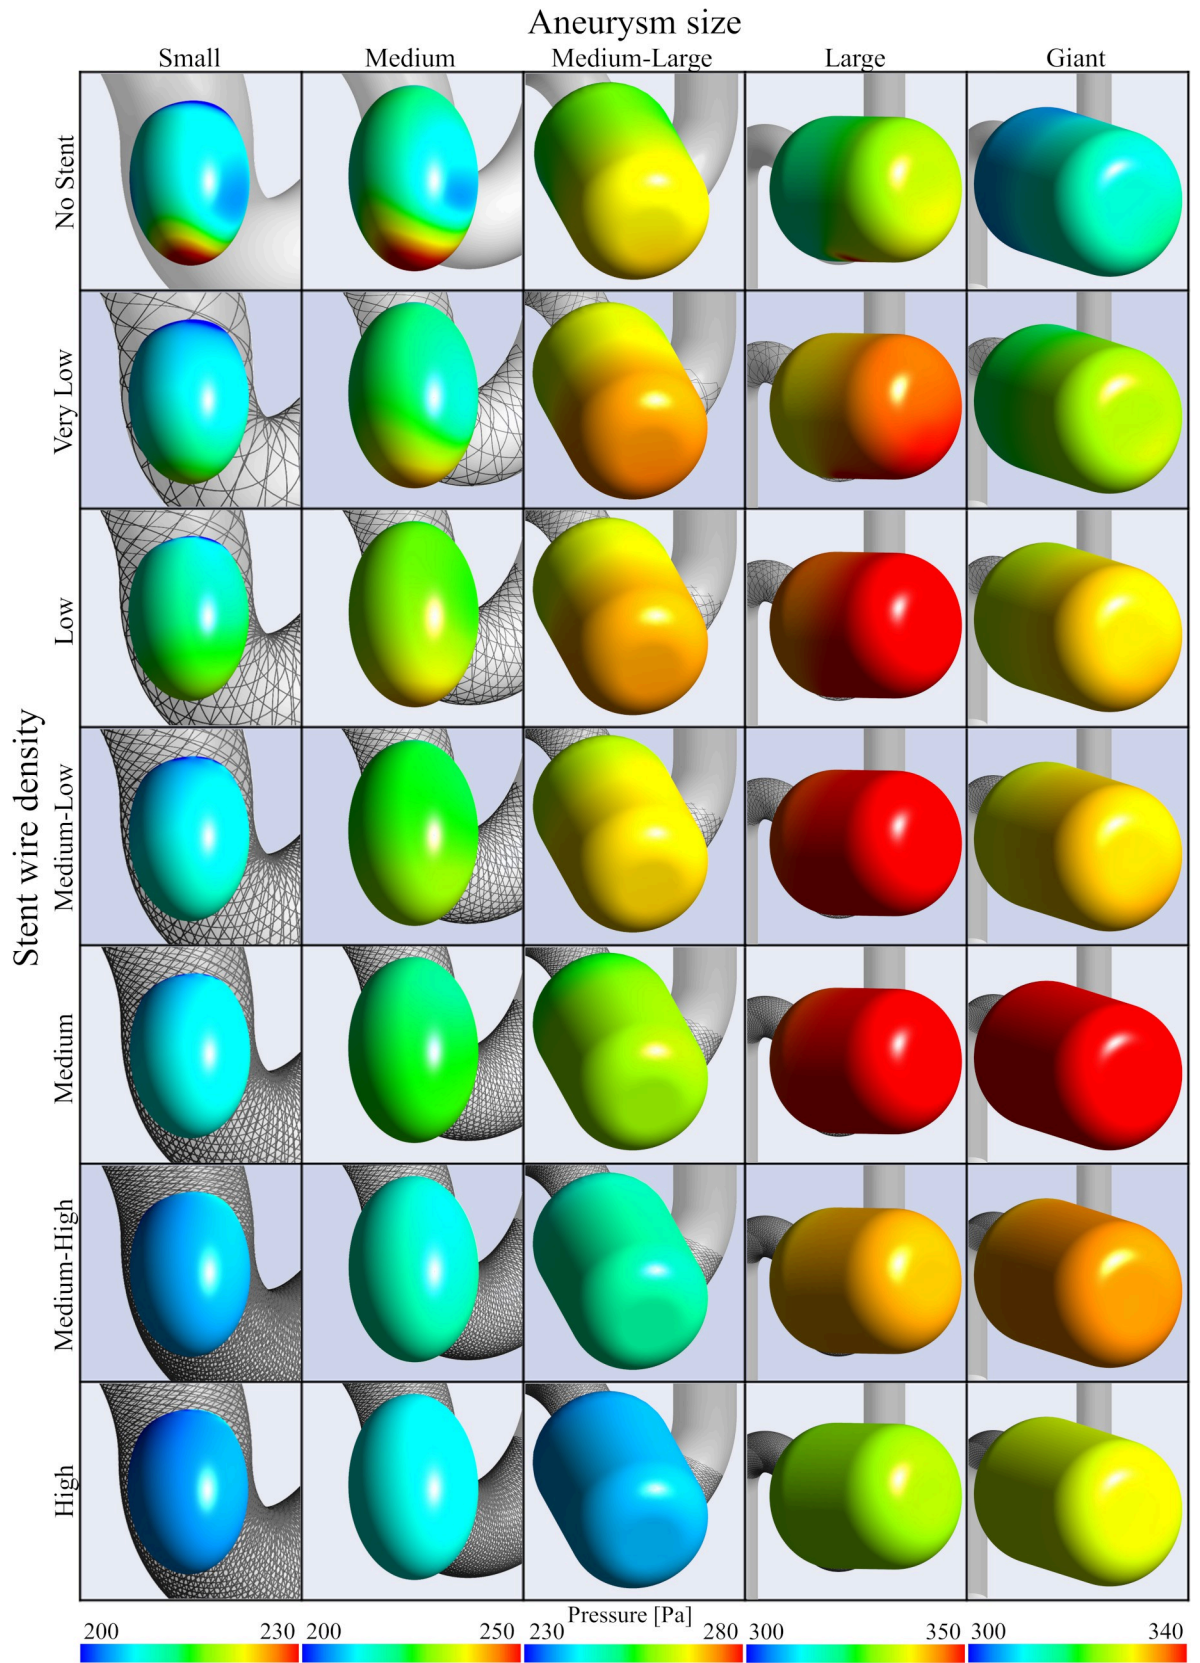 Aneurysm size
Small Medium Medium-Large Large Giant
Stent wire density
No Stent
Very Low
Low
Medium-Low
Medium
Medium-High
High
Pressure [Pa]
200 230 200 250 230 280 300 350 300 340